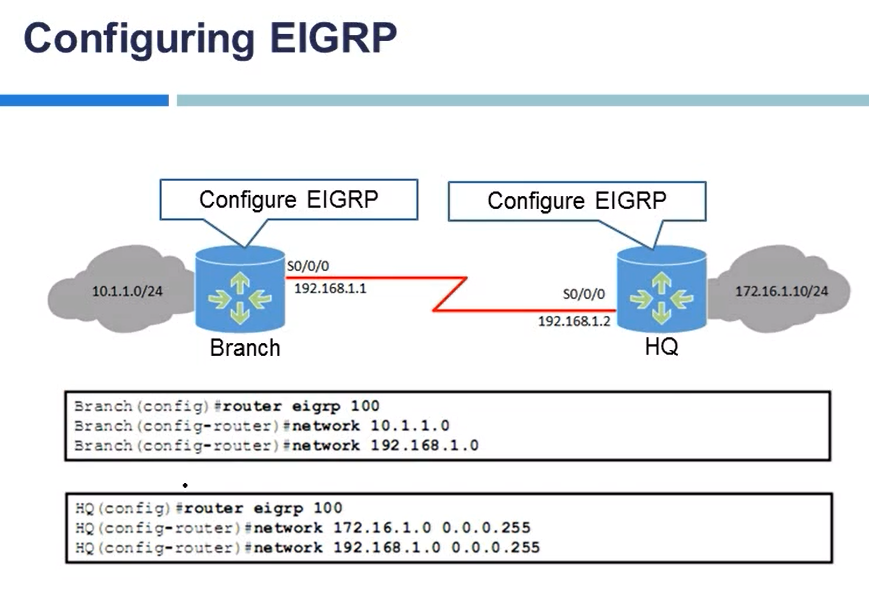 Configuring EIGRP
Configure EIGRP
Configure EIGRP
S0/0/0
10.1.1.0/24
192.168.1.1
S0/0/0
172.16.1.10/24
192.168.1.2
Branch
HQ
Branch(config)#router eigrp 100
Branch(config-router)#network 10.1.1.0
Branch(config-router)#network 192.168.1.0
HQ(config)#router eigrp 100
HQ(config-router)#network 172.16.1.0 0.0.0.255
HQ(config-router)#network 192.168.1.0 0.0.0.255